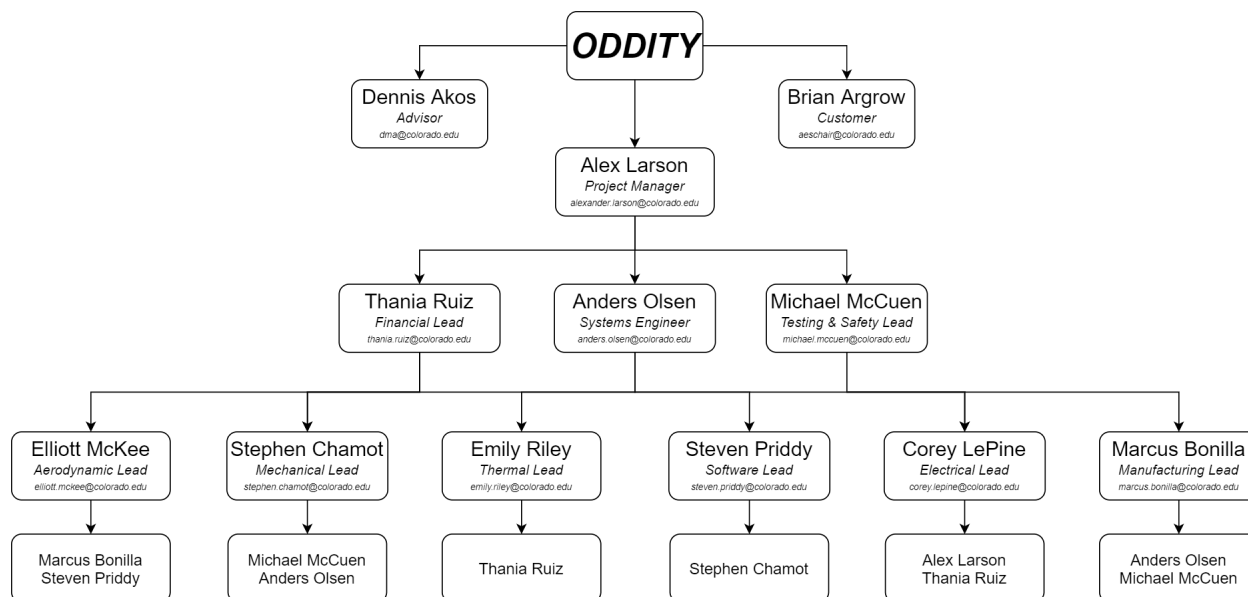 ODDITY
Dennis Akos
Advisor
dma@colorado.edu
Brian Argrow
Customer
aeschair@colorado.edu
Alex Larson
Project Manager
alexander.larson@colorado.edu
Thania Ruiz
Financial Lead
thania.ruiz@colorado.edu
Anders Olsen
Systems Engineer
anders.olsen@colorado.edu
Michael McCuen
Testing & Safety Lead
michael.mccuen@colorado.edu
Elliott McKee
Aerodynamic Lead
elliott.mckee@colorado.edu
Stephen Chamot
Mechanical Lead
stephen.chamot@colorado.edu
Emily Riley
Thermal Lead
emily.riley@colorado.edu
Steven Priddy
Software Lead
steven.priddy@colorado.edu
Corey LePine
Electrical Lead
corey.lepine@colorado.edu
Marcus Bonilla
Manufacturing Lead
marcus.bonilla@colorado.edu
Marcus Bonilla
Steven Priddy
Michael McCuen
Anders Olsen
Thania Ruiz
Stephen Chamot
Alex Larson
Thania Ruiz
Anders Olsen
Michael McCuen